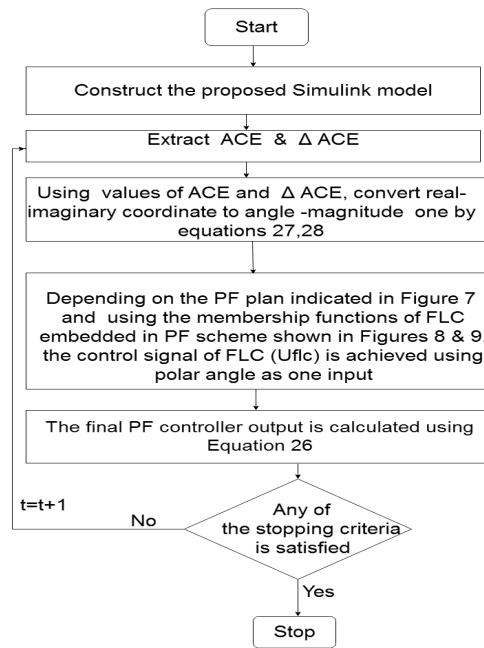 Start
Construct the proposed Simulink model
Extract ACE & Δ ACE
Using values of ACE and Δ ACE, convert real-
imaginary coordinate to angle -magnitude one by
equations 27,28
Depending on the PF plan indicated in Figure 7
and using the membership functions of FLC
embedded in PF scheme shown in Figures 8 & 9.
the control signal of FLC (Uflc) is achieved using
polar angle as one input
The final PF controller output is calculated using
Equation 26
t=t+1
No
Any of
the stopping criteria
is satisfied
Yes
Stop